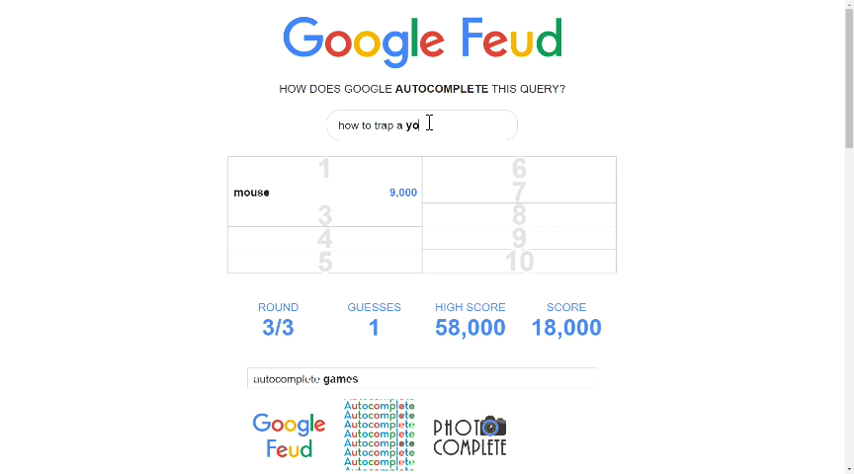 Google Feud
HOW DOES GOOGLE AUTOCOMPLETE THIS QUERY?
how to trap a yo
1
6
mouse 9,000
7
3
8
4
9
5
10
ROUND
GUESSES
HIGH SCORE
SCORE
3/3
1
58,000
18,000
autocomplete games
Google
Feud
Autocomplete
Autocomplete
Autocomplete
Autocomplete
Autocomplete
Autocomplete
Autocomplete
Autocomplete
PHOTO
COMPLETE